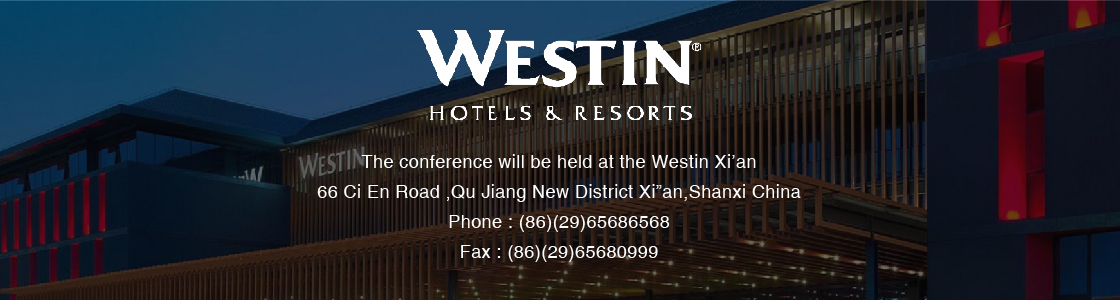 WESTIN®
HOTELS & RESORTS
WESTIN
W
The conference will be held at the Westin Xi’an
66 Ci En Road ,Qu Jiang New District Xi”an,Shanxi China
Phone : (86)(29)65686568
Fax : (86)(29)65680999